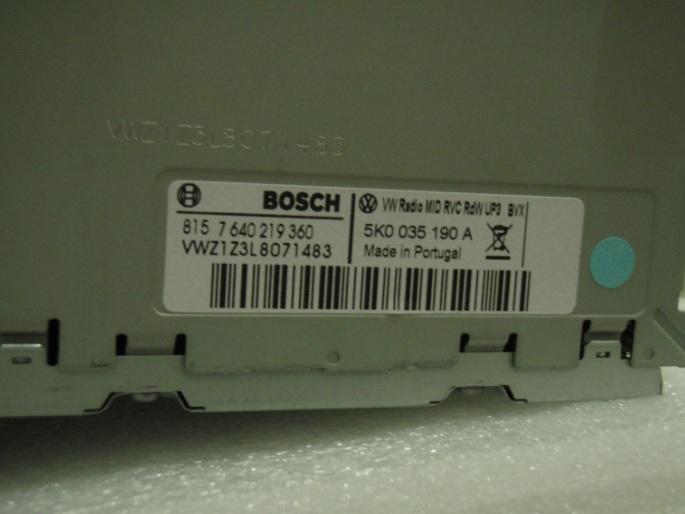 VWZ1Z3L8071483
BOSCH
815 7 640 219 360
VWZ1Z3L8071483
VW Radio MID RVC RdW UP3 BVX
5K0 035 190 A
Made in Portugal